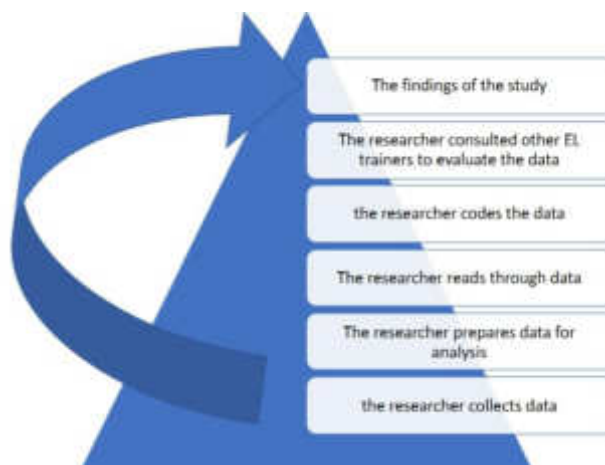 The findings of the study
The researcher consulted other EL
trainers to evaluate the data
the researcher codes the data
The researcher reads through data
The researcher prepares data for
analysis
the researcher collects data